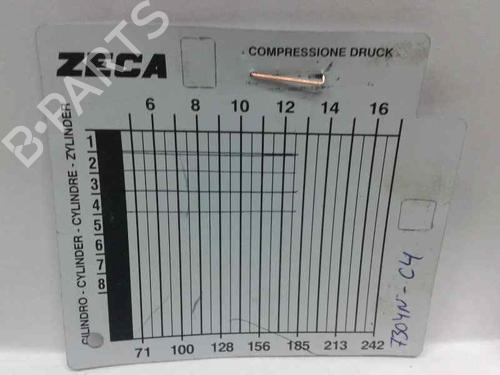 ZECA
COMPRESSIONE DRUCK
6 8 10 12 14 16
CILINDRO - CYLINDER - CYLINDRE - ZYLINDER
1
2
3
4
5
6
7
8
71 100 128 156 185 213 242
7304N-C4
B-PARTS